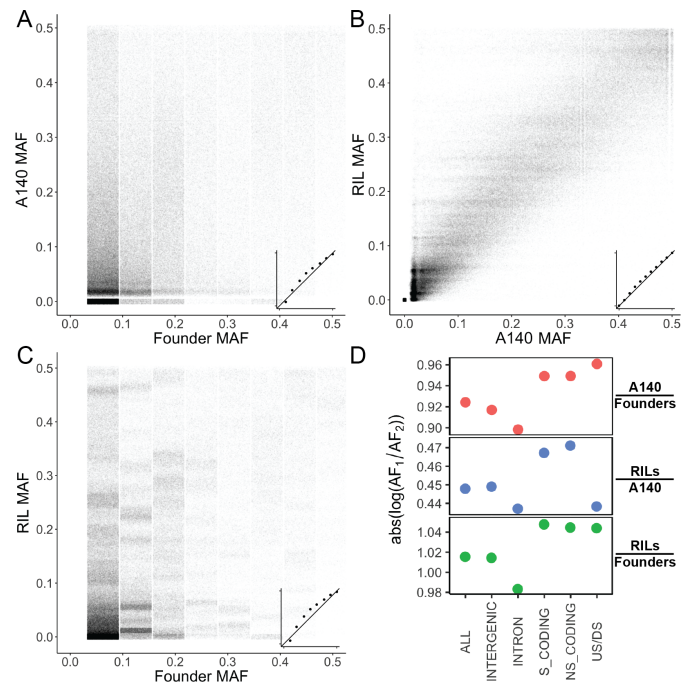 A
A140 MAF
0.5
0.4
0.3
0.2
0.1
0.0
0.0 0.1 0.2 0.3 0.4 0.5
Founder MAF
B
RIL MAF
0.5
0.4
0.3
0.2
0.1
0.0
0.0 0.1 0.2 0.3 0.4 0.5
A140 MAF
C
RIL MAF
0.5
0.4
0.3
0.2
0.1
0.0
0.0 0.1 0.2 0.3 0.4 0.5
Founder MAF
D
abs(log(AF1/AF2))
0.96
0.94
0.92
0.90
A140
Founders
0.47
0.46
0.45
0.44
RILs
A140
1.04
1.02
1.00
0.98
RILs
Founders
ALL
INTERGENIC
INTRON
S_CODING
NS_CODING
US/DS